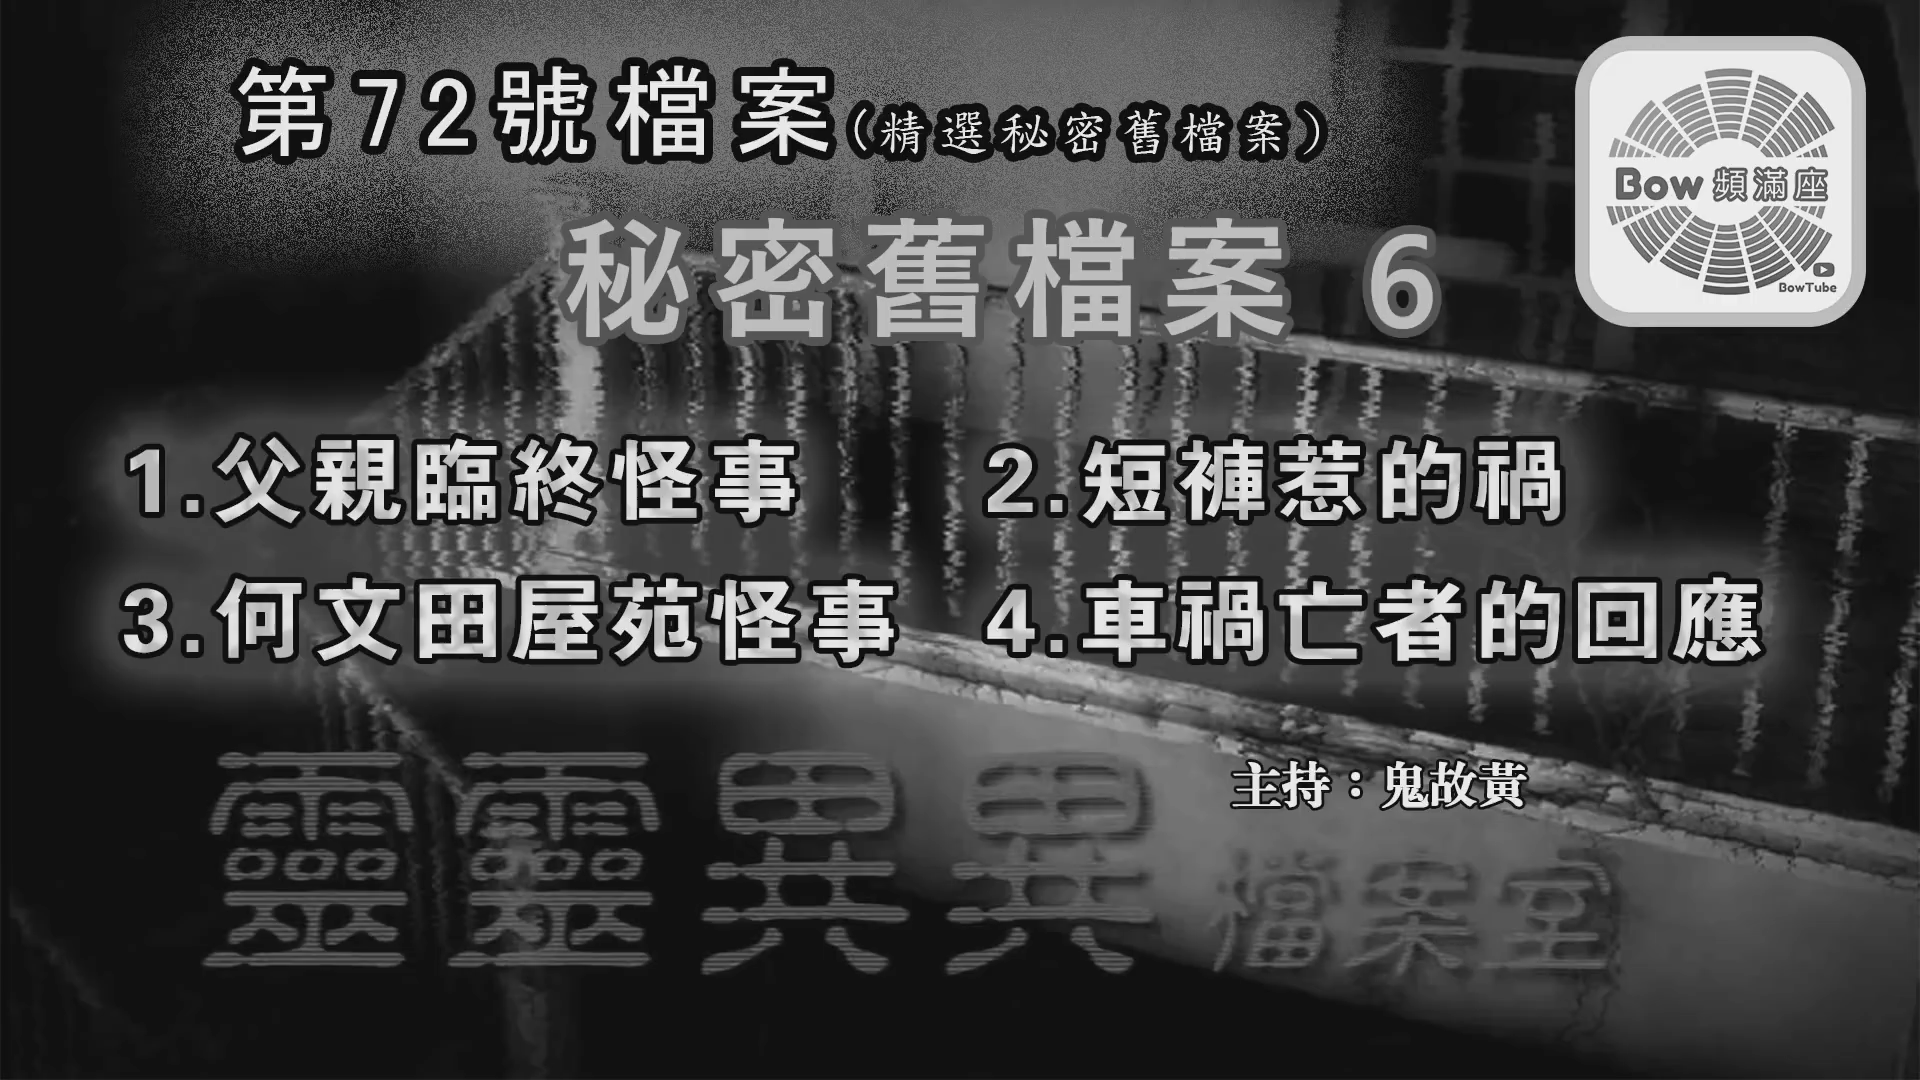 第72號檔案(精選秘密舊檔案)
Bow頻滿座
BowTube
秘密舊檔案 6
1.父親臨終怪事
2.短褲惹的禍
3.何文田屋苑怪事
4.車禍亡者的回應
主持：鬼故黃
靈靈異異檔案室